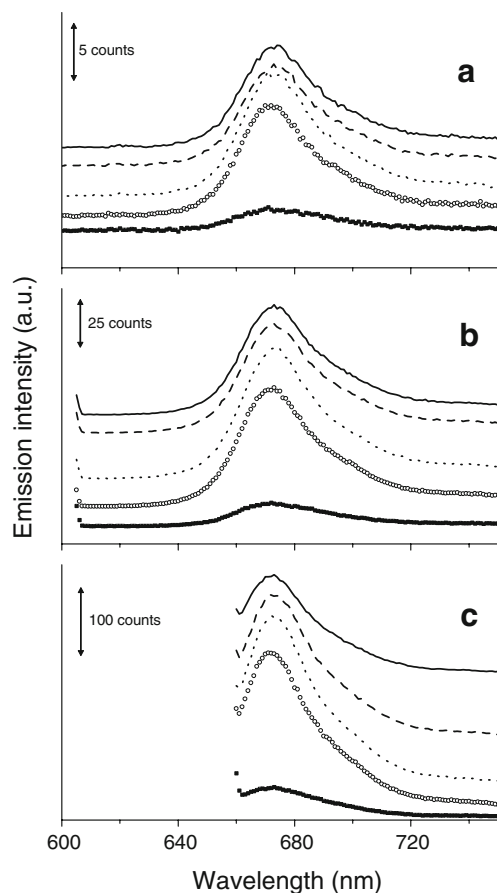 5 counts
a
Emission intensity (a.u.)
25 counts
b
100 counts
c
600 640 680 720
Wavelength (nm)